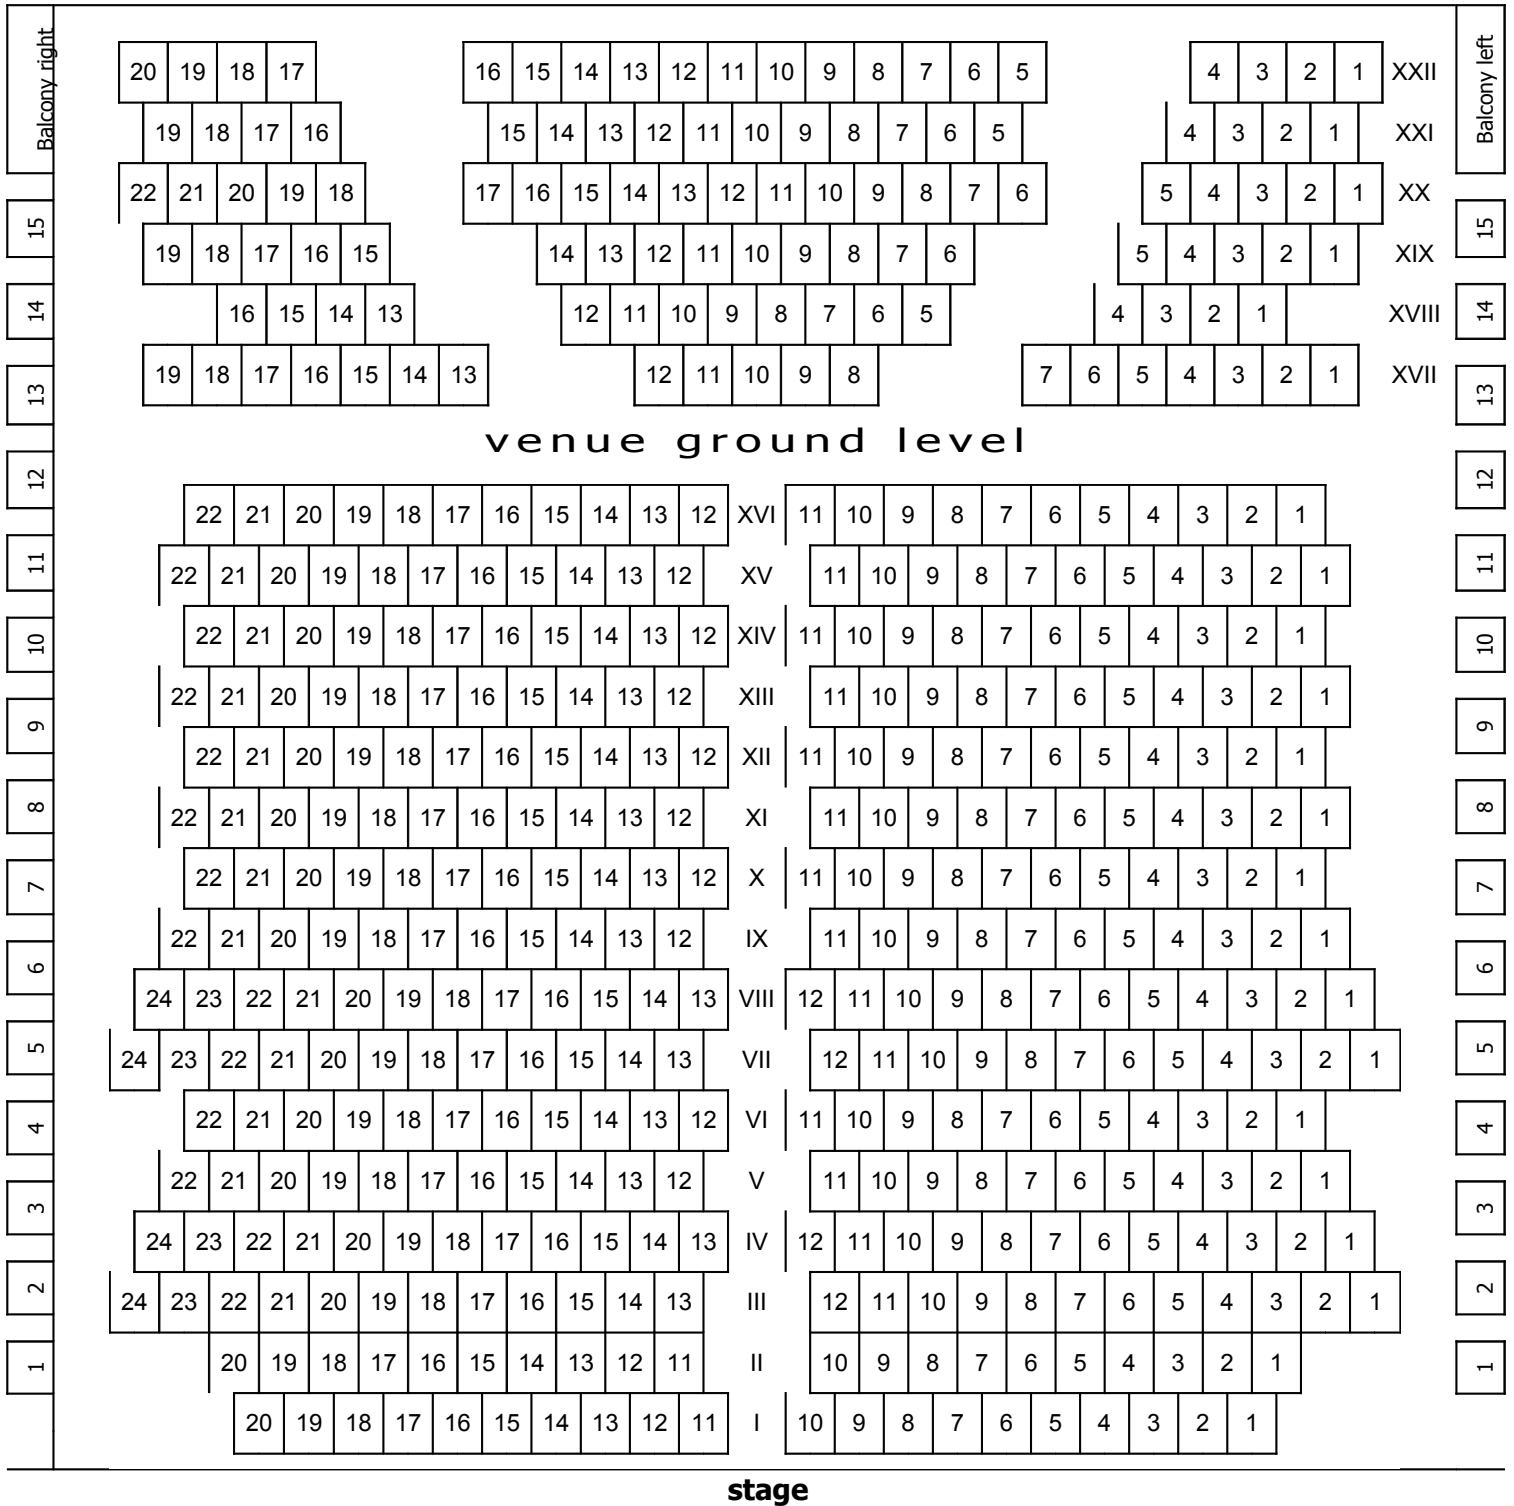 Balcony right
Balcony left
20 19 18 17 16 15 14 13 12 11 10 9 8 7 6 5 4 3 2 1 XXII
19 18 17 16 15 14 13 12 11 10 9 8 7 6 5 4 3 2 1 XXI
22 21 20 19 18 17 16 15 14 13 12 11 10 9 8 7 6 5 4 3 2 1 XX
15 19 18 17 16 15 14 13 12 11 10 9 8 7 6 5 4 3 2 1 XIX 15
14 16 15 14 13 12 11 10 9 8 7 6 5 4 3 2 1 XVIII 14
13 19 18 17 16 15 14 13 12 11 10 9 8 7 6 5 4 3 2 1 XVII 13
venue ground level
12 22 21 20 19 18 17 16 15 14 13 12 XVI 11 10 9 8 7 6 5 4 3 2 1 12
11 22 21 20 19 18 17 16 15 14 13 12 XV 11 10 9 8 7 6 5 4 3 2 1 11
10 22 21 20 19 18 17 16 15 14 13 12 XIV 11 10 9 8 7 6 5 4 3 2 1 10
22 21 20 19 18 17 16 15 14 13 12 XIII 11 10 9 8 7 6 5 4 3 2 1
9 22 21 20 19 18 17 16 15 14 13 12 XII 11 10 9 8 7 6 5 4 3 2 1 9
8 22 21 20 19 18 17 16 15 14 13 12 XI 11 10 9 8 7 6 5 4 3 2 1 8
7 22 21 20 19 18 17 16 15 14 13 12 X 11 10 9 8 7 6 5 4 3 2 1 7
22 21 20 19 18 17 16 15 14 13 12 IX 11 10 9 8 7 6 5 4 3 2 1
6 24 23 22 21 20 19 18 17 16 15 14 13 VIII 12 11 10 9 8 7 6 5 4 3 2 1 6
5 24 23 22 21 20 19 18 17 16 15 14 13 VII 12 11 10 9 8 7 6 5 4 3 2 1 5
4 22 21 20 19 18 17 16 15 14 13 12 VI 11 10 9 8 7 6 5 4 3 2 1 4
3 22 21 20 19 18 17 16 15 14 13 12 V 11 10 9 8 7 6 5 4 3 2 1 3
24 23 22 21 20 19 18 17 16 15 14 13 IV 12 11 10 9 8 7 6 5 4 3 2 1
2 24 23 22 21 20 19 18 17 16 15 14 13 III 12 11 10 9 8 7 6 5 4 3 2 1 2
1 20 19 18 17 16 15 14 13 12 11 II 10 9 8 7 6 5 4 3 2 1 1
20 19 18 17 16 15 14 13 12 11 I 10 9 8 7 6 5 4 3 2 1
stage